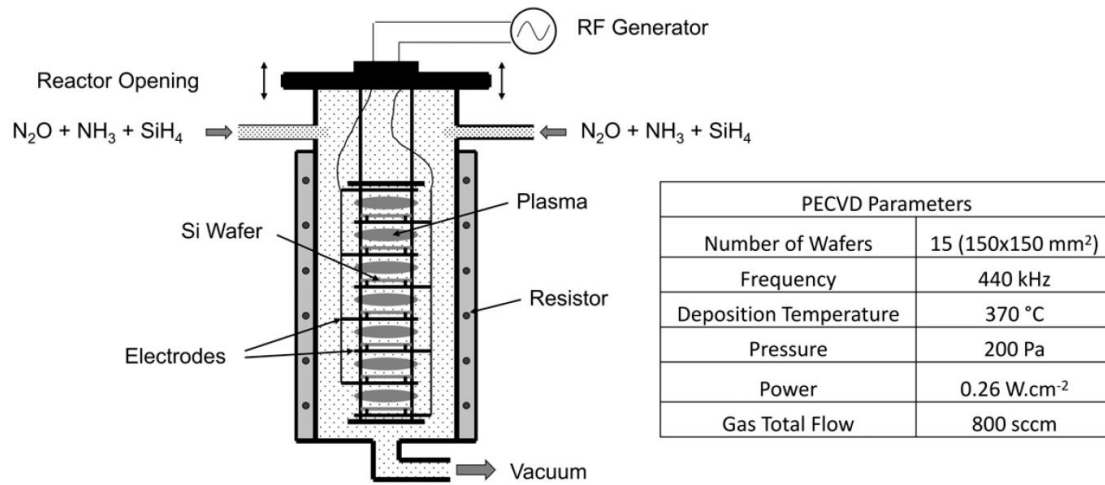 RF Generator
Reactor Opening
N₂O + NH₃ + SiH₄
N₂O + NH₃ + SiH₄
Plasma
Si Wafer
Resistor
Electrodes
Vacuum
PECVD Parameters
Number of Wafers 15 (150x150 mm²)
Frequency 440 kHz
Deposition Temperature 370 °C
Pressure 200 Pa
Power 0.26 W.cm⁻²
Gas Total Flow 800 sccm